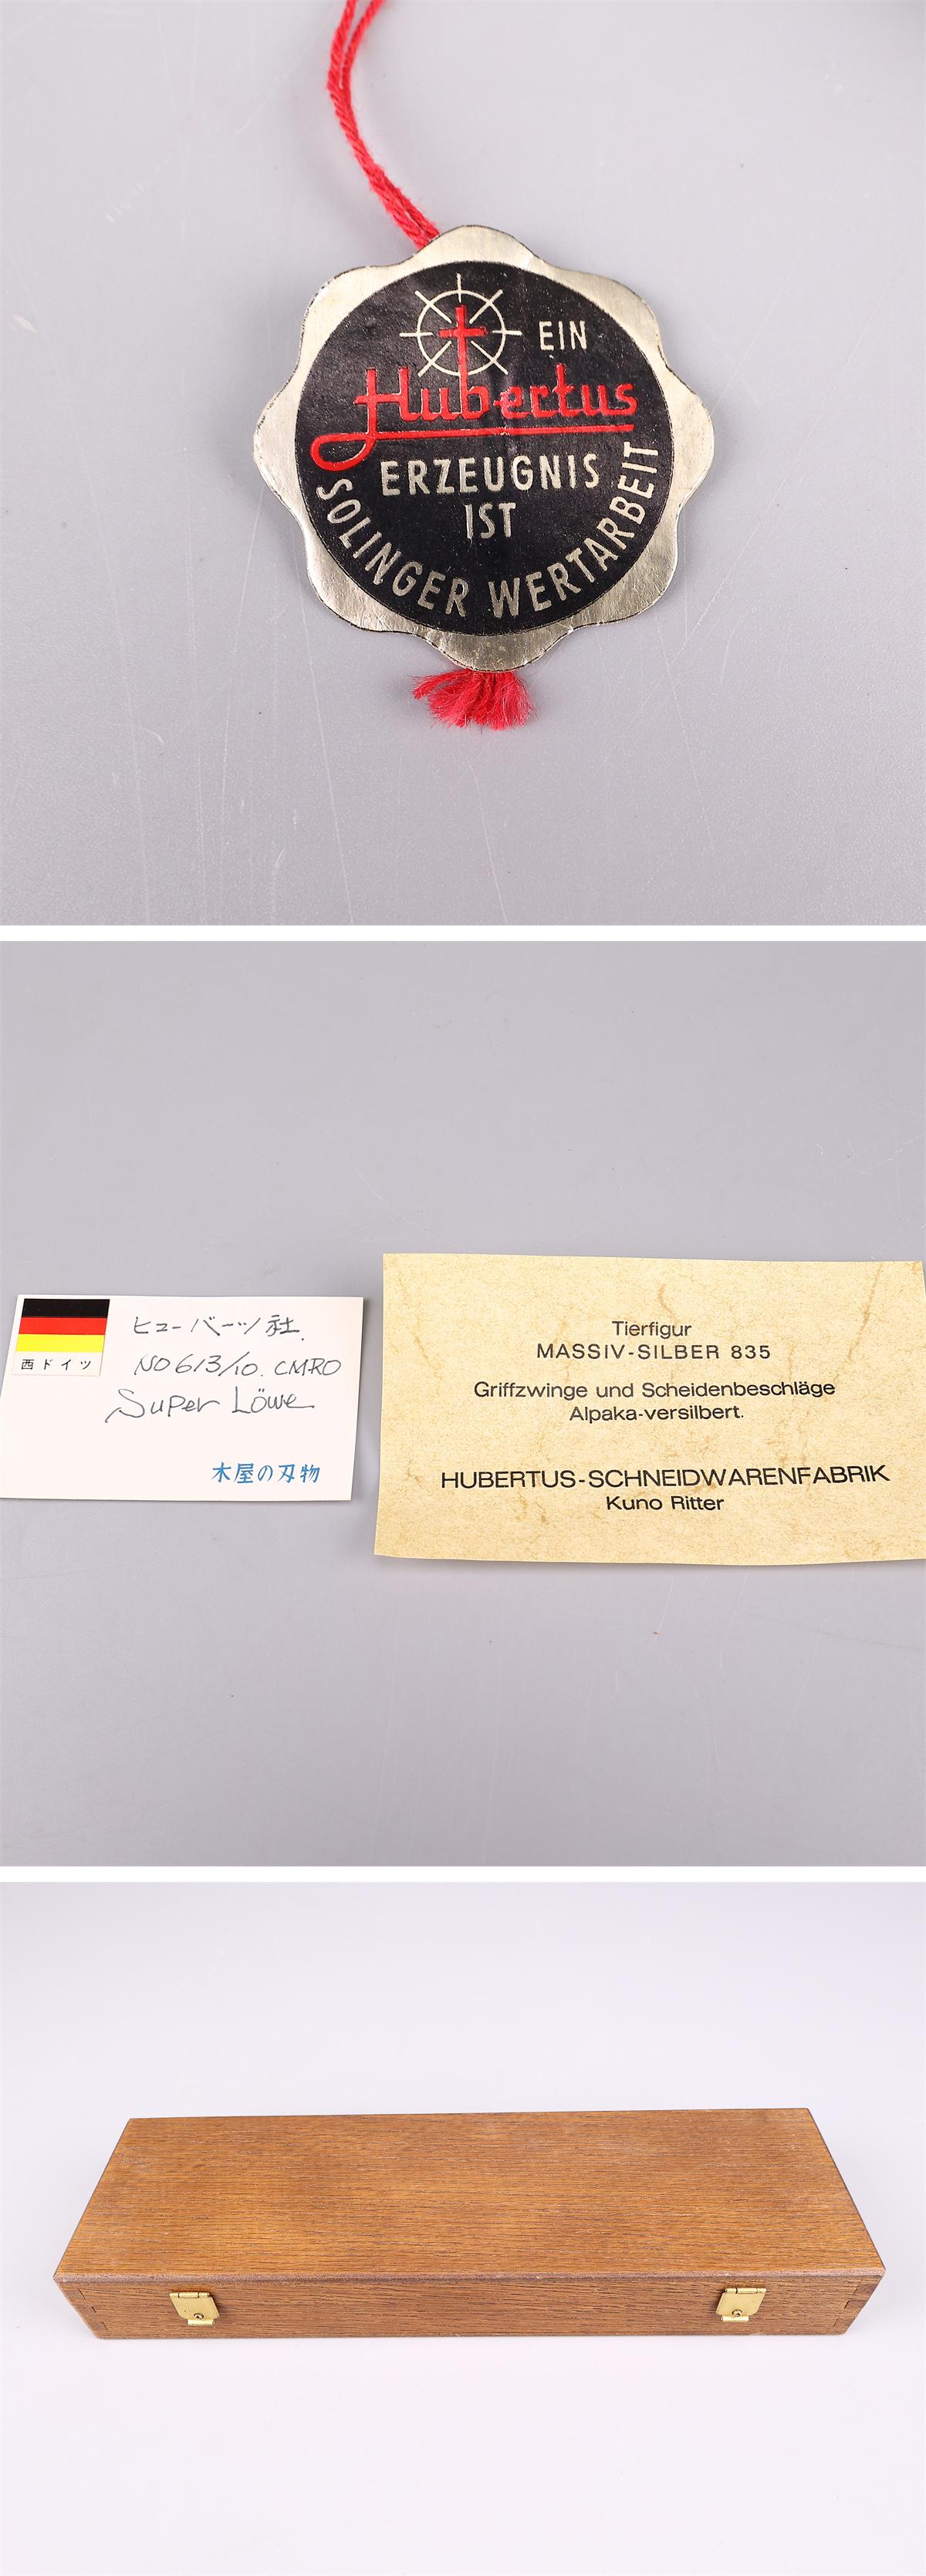 EIN
Hubertus
ERZEUGNIS
IST
SOLINGER WERTARBEIT
西ドイツ
ヒューバーツ社.
NO 613/10. CMRO
Super Löwe
木屋の刃物
Tierfigur
MASSIV-SILBER 835
Griffzwinge und Scheidenbeschläge
Alpaka-versilbert.
HUBERTUS-SCHNEIDWARENFABRIK
Kuno Ritter